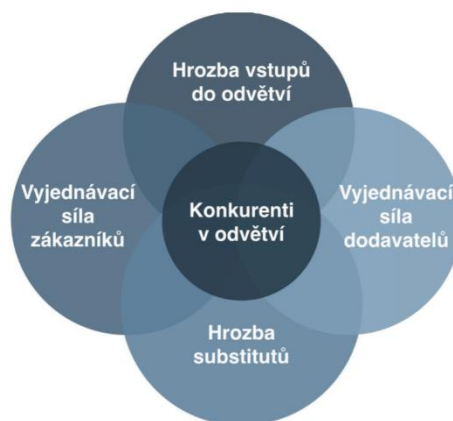 Hrozba vstupů
do odvětví
Vyjednávací
síla
zákazníků
Konkurenti
v odvětví
Vyjednávací
síla
dodavatelů
Hrozba
substitutů